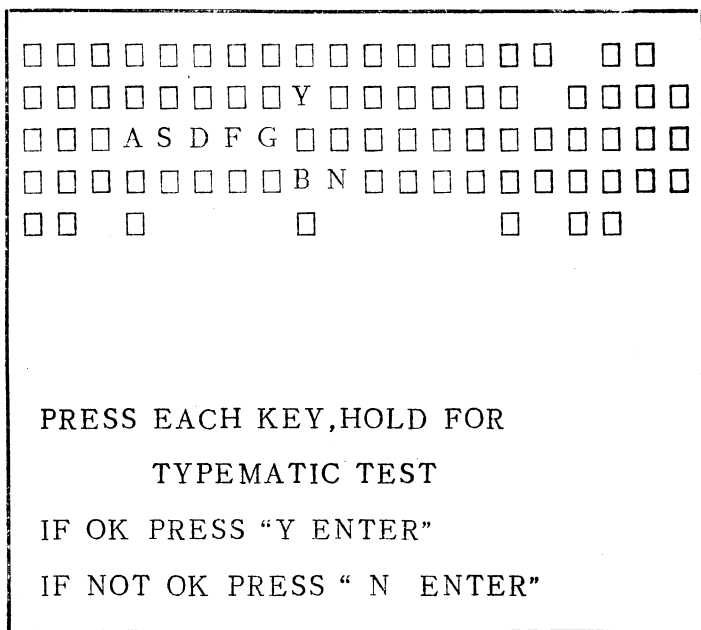 Y
A S D F G
B N
PRESS EACH KEY,HOLD FOR
TYPEMATIC TEST
IF OK PRESS “Y ENTER”
IF NOT OK PRESS “ N ENTER”